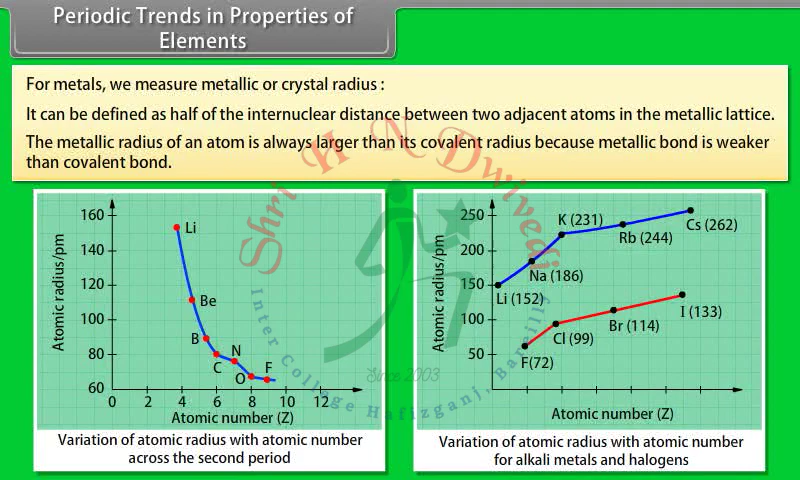 Periodic Trends in Properties of
Elements
For metals, we measure metallic or crystal radius :
It can be defined as half of the internuclear distance between two adjacent atoms in the metallic lattice.
The metallic radius of an atom is always larger than its covalent radius because metallic bond is weaker
than covalent bond.
Shri H N Dwivedi
Inter College Hafizganj, Bareilly
Since 2003
Atomic radius/pm
160
140
120
100
80
60
Li
Be
B
C
N
O
F
0 2 4 6 8 10 12
Atomic number (Z)
Variation of atomic radius with atomic number
across the second period
Atomic radius/pm
250
200
150
100
50
Li (152)
Na (186)
K (231)
Rb (244)
Cs (262)
F(72)
Cl (99)
Br (114)
I (133)
Atomic number (Z)
Variation of atomic radius with atomic number
for alkali metals and halogens